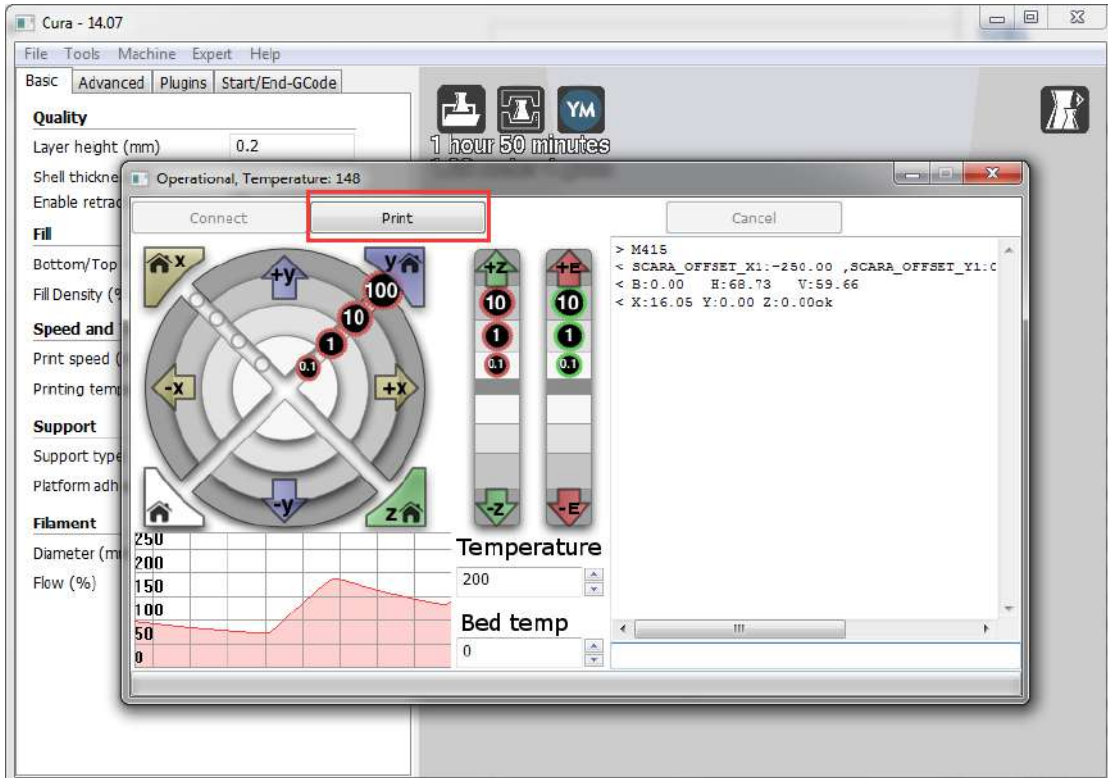 Cura - 14.07
File Tools Machine Expert Help
Basic Advanced Plugins Start/End-GCode
Quality
Layer height (mm) 0.2
YM
1 hour 50 minutes
Shell
Operational, Temperature: 148
Enable
Connect Print Cancel
Fill
Bottom/Top
Fill Density
Speed and
Print speed
Printing
Support
Support type
Platform
Filament
Diameter
Flow (%)
x
+y
y
100
10
1
0.1
-x
+x
-y
z
+Z
10
1
0.1
-Z
+E
10
1
0.1
-E
> M415
< SCARA_OFFSET_X1:-250.00 ,SCARA_OFFSET_Y1:
< B:0.00 H:68.73 V:59.66
< X:16.05 Y:0.00 Z:0.00ok
250
200
150
100
50
0
Temperature
200
Bed temp
0